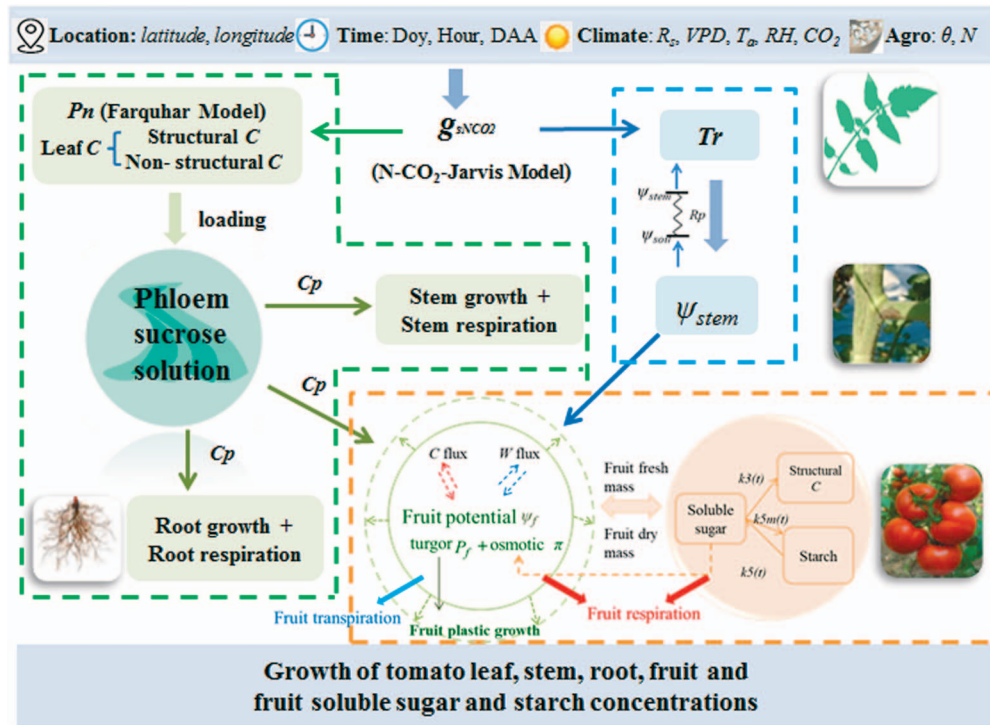 Location: latitude, longitude Time: Doy, Hour, DAA Climate: Rs, VPD, Ta, RH, CO2 Agro: θ, N
Pn (Farquhar Model)
Leaf C
Structural C
Non- structural C
gsNCO2
(N-CO2-Jarvis Model)
Tr
ψstem
Rp
ψsoil
ψstem
loading
Phloem
sucrose
solution
Cp
Stem growth +
Stem respiration
Cp
Cp
Root growth +
Root respiration
C flux
W flux
Fruit potential ψf
turgor Pf + osmotic π
Fruit transpiration
Fruit plastic growth
Fruit fresh
mass
Fruit dry
mass
Fruit respiration
Soluble
sugar
k3(t)
Structural
C
k5m(t)
Starch
k5(t)
Growth of tomato leaf, stem, root, fruit and
fruit soluble sugar and starch concentrations